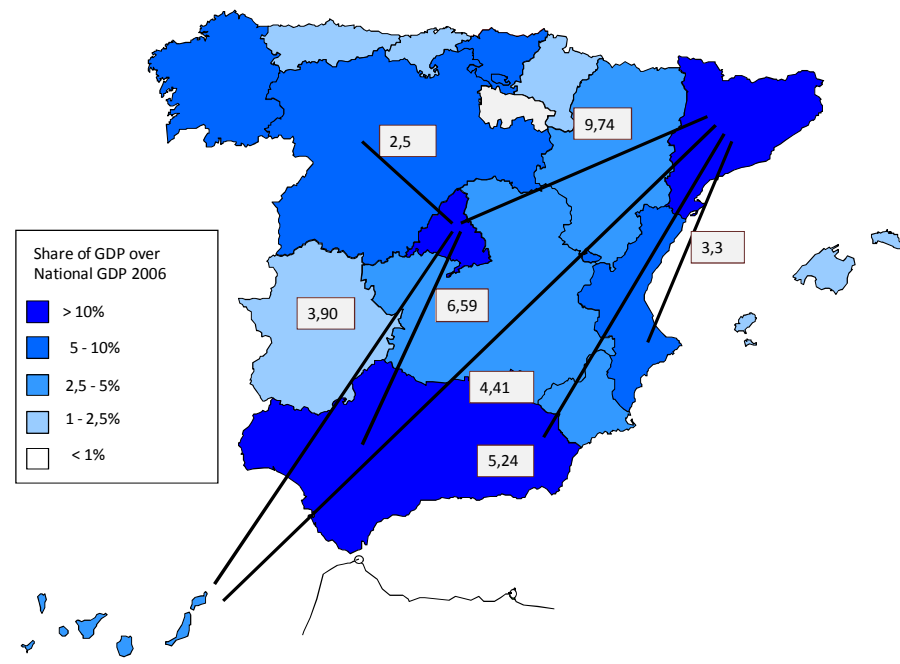 9,74
2,5
Share of GDP over
National GDP 2006
> 10%
5 - 10%
2,5 - 5%
1 - 2,5%
< 1%
3,3
3,90
6,59
4,41
5,24